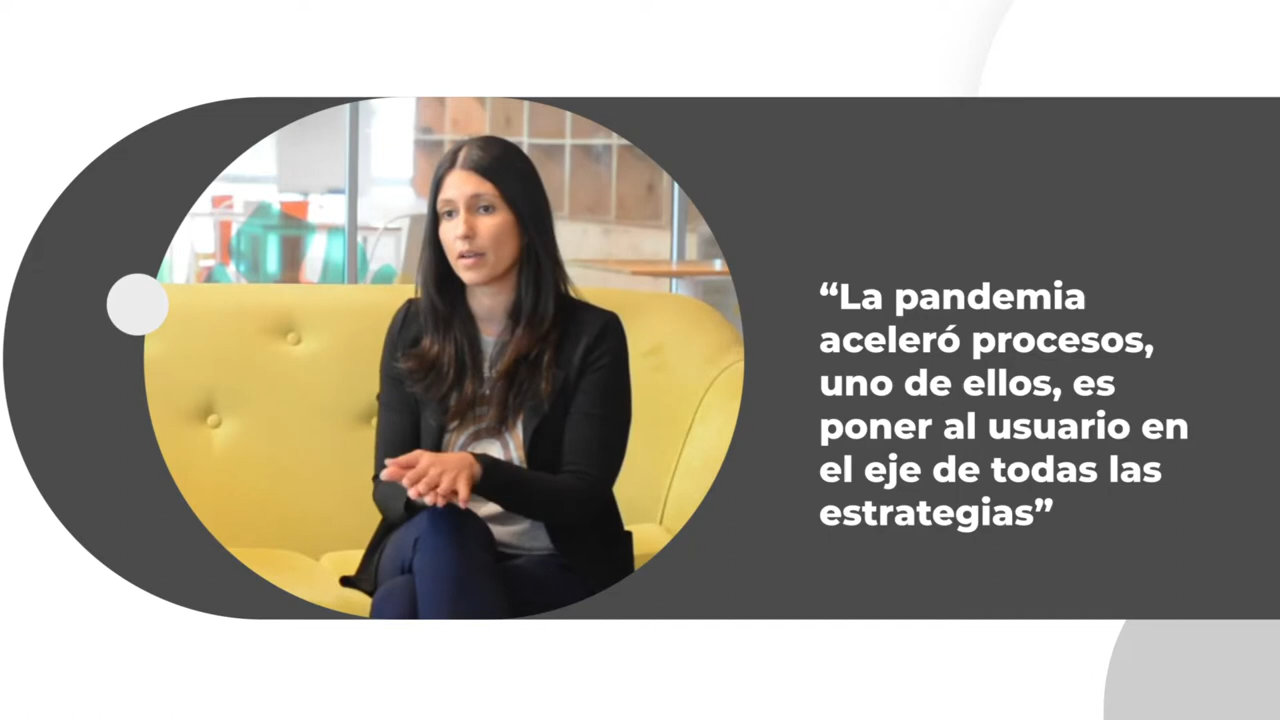 “La pandemia
aceleró procesos,
uno de ellos, es
poner al usuario en
el eje de todas las
estrategias”